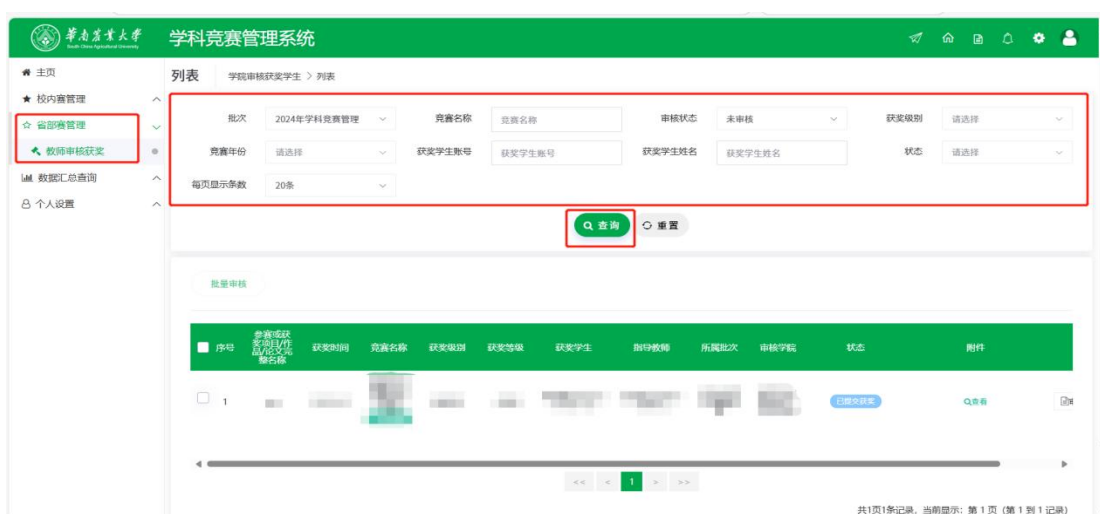 華南農業大學 学科竞赛管理系统
South China Agricultural University
主页
列表 学院审核获奖学生 > 列表
校内赛管理
省部赛管理
教师审核获奖
数据汇总查询
个人设置
批次 2024年学科竞赛管理 竞赛名称 竞赛名称 审核状态 未审核 获奖级别 请选择
竞赛年份 请选择 获奖学生账号 获奖学生账号 获奖学生姓名 获奖学生姓名 状态 请选择
每页显示条数 20条
查询 重置
批量审核
序号 参赛或获奖项目/作品/论文完整名称 获奖时间 竞赛名称 获奖级别 获奖等级 获奖学生 指导教师 所属批次 审核学院 状态 附件
1 已提交获奖 查看
<< < 1 > >>
共1页1条记录，当前显示：第 1 页（第 1 到 1 记录）